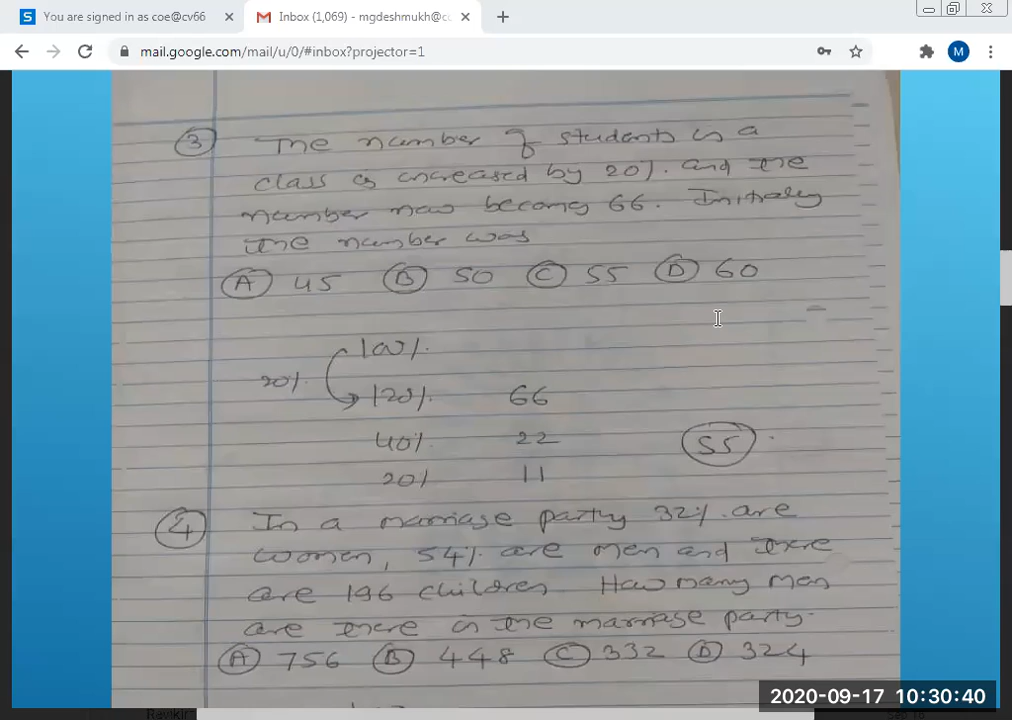 You are signed in as coe@cv66
Inbox (1,069) - mgdeshmukh@c
mail.google.com/mail/u/0/#inbox?projector=1
M
3 The number of students in a
class is increased by 20%. and the
number now becomes 66. Initialy
the number was
A 45 B 50 C 55 D 60
100%.
20%.
120%. 66
40% 22
55
20% 11
4 In a marriase party 32%. are
women, 54%. are men and there
are 196 children. How many men
are there in the marriase party.
A 756 B 448 C 332 D 324
2020-09-17 10:30:40